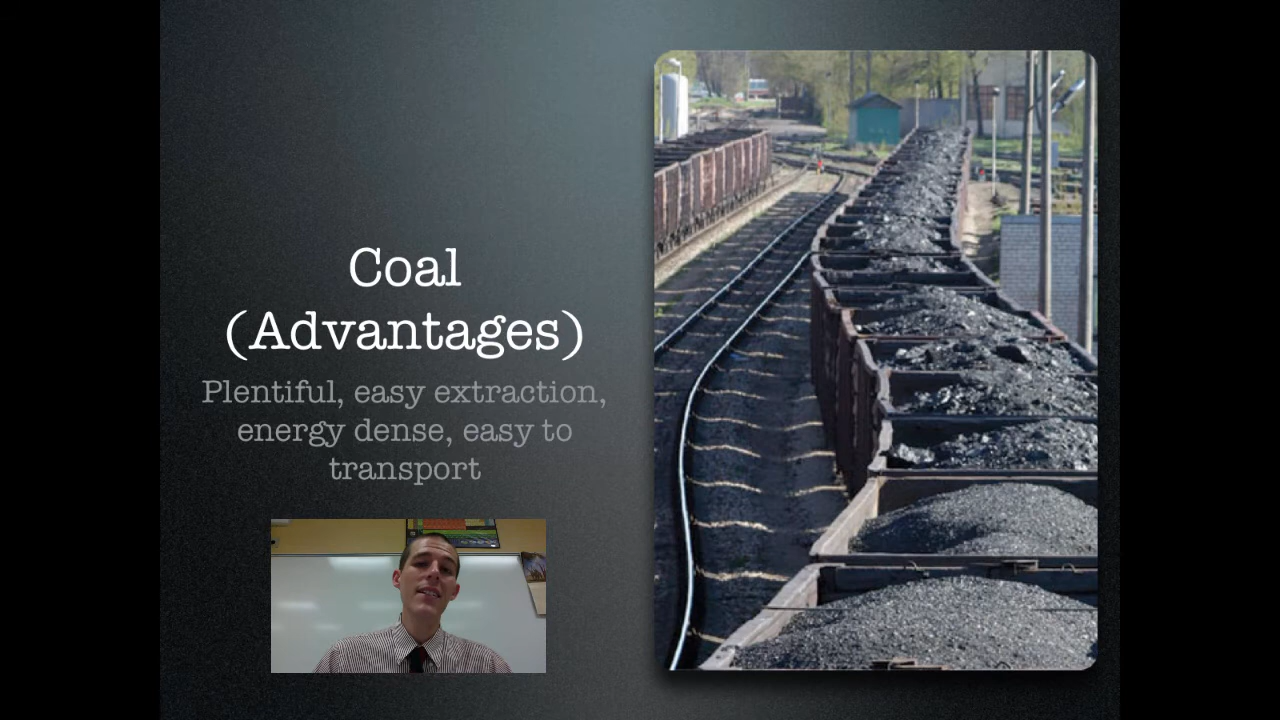 Coal
(Advantages)
Plentiful, easy extraction,
energy dense, easy to
transport